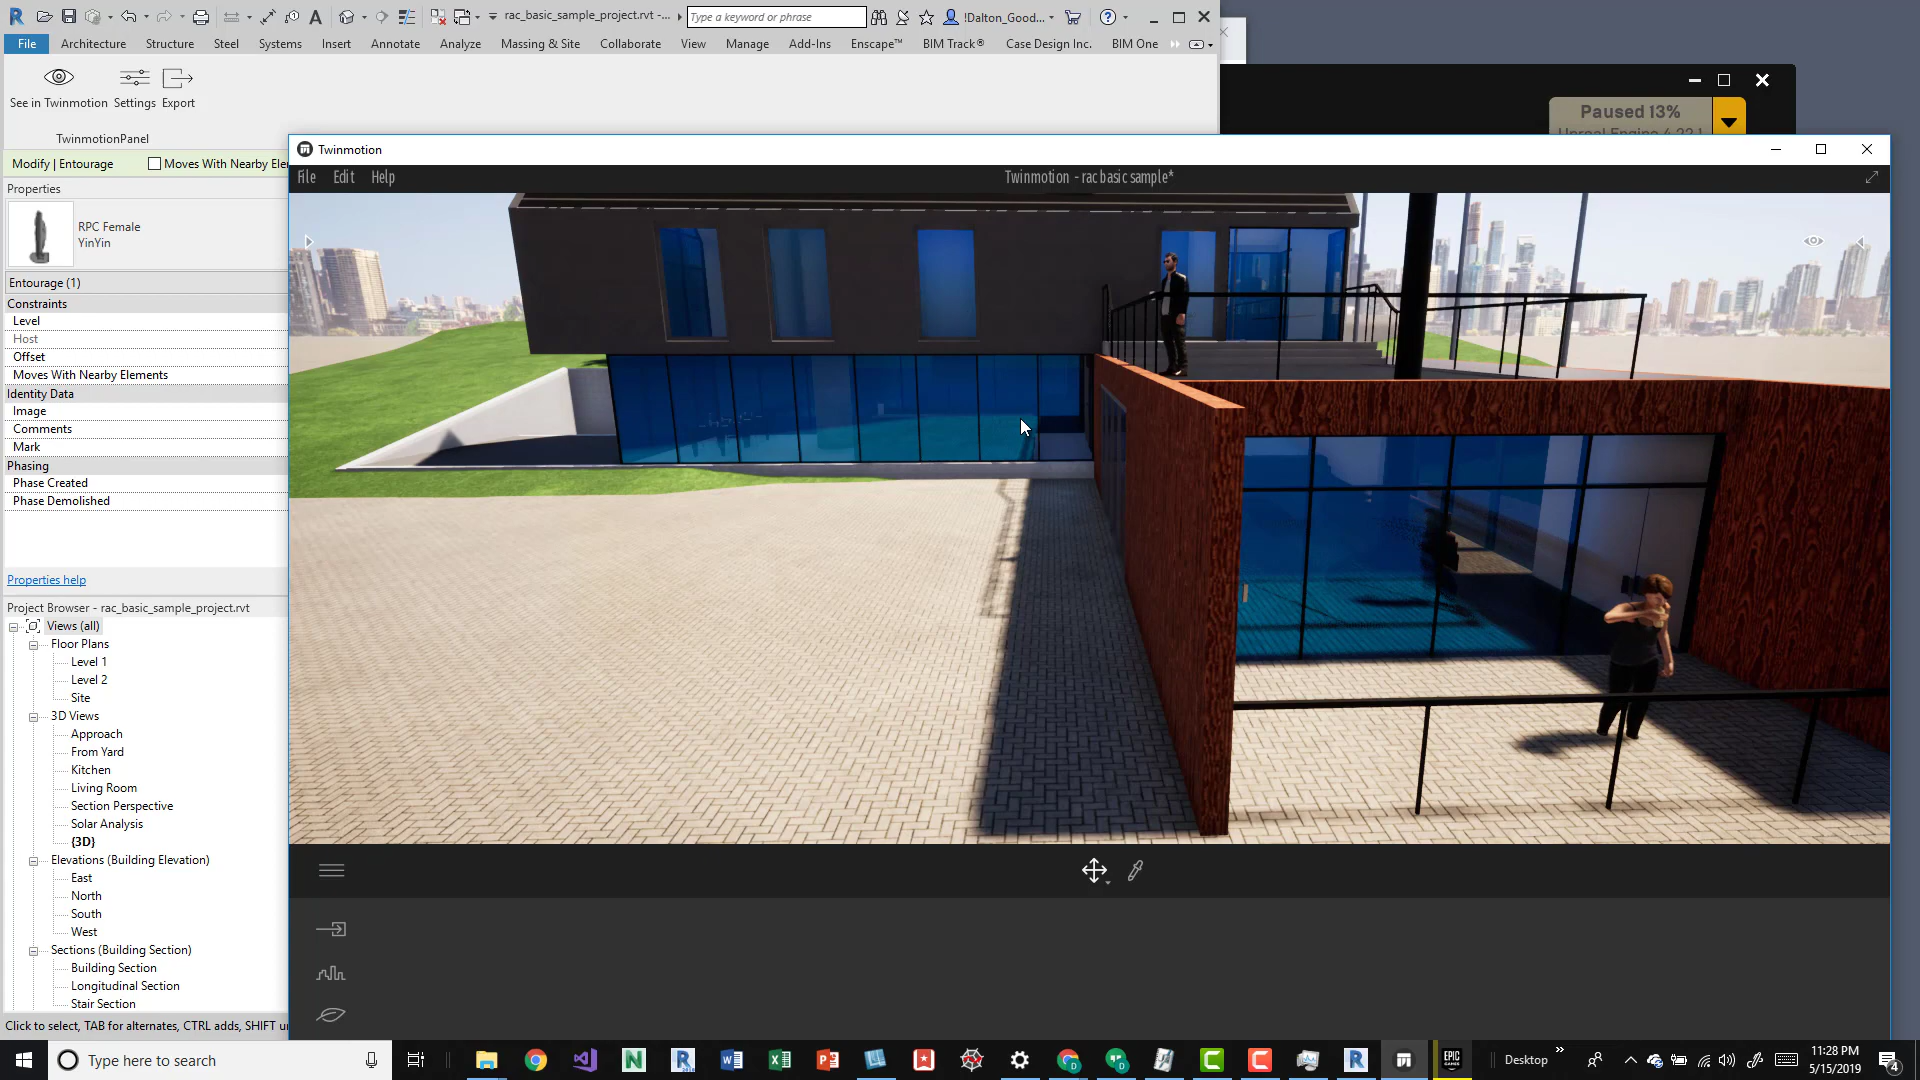 rac_basic_sample_project.rvt -...
Type a keyword or phrase
!Dalton_Good...
File Architecture Structure Steel Systems Insert Annotate Analyze Massing & Site Collaborate View Manage Add-Ins Enscape™ BIM Track® Case Design Inc. BIM One
See in Twinmotion Settings Export
TwinmotionPanel
Paused 13%
Twinmotion
Modify | Entourage Moves With Nearby Ele
File Edit Help
Twinmotion - rac basic sample*
Properties
RPC Female
YinYin
Entourage (1)
Constraints
Level
Host
Offset
Moves With Nearby Elements
Identity Data
Image
Comments
Mark
Phasing
Phase Created
Phase Demolished
Properties help
Project Browser - rac_basic_sample_project.rvt
Views (all)
Floor Plans
Level 1
Level 2
Site
3D Views
Approach
From Yard
Kitchen
Living Room
Section Perspective
Solar Analysis
{3D}
Elevations (Building Elevation)
East
North
South
West
Sections (Building Section)
Building Section
Longitudinal Section
Stair Section
Click to select, TAB for alternates, CTRL adds, SHIFT u
Type here to search
Desktop
11:28 PM
5/15/2019
4